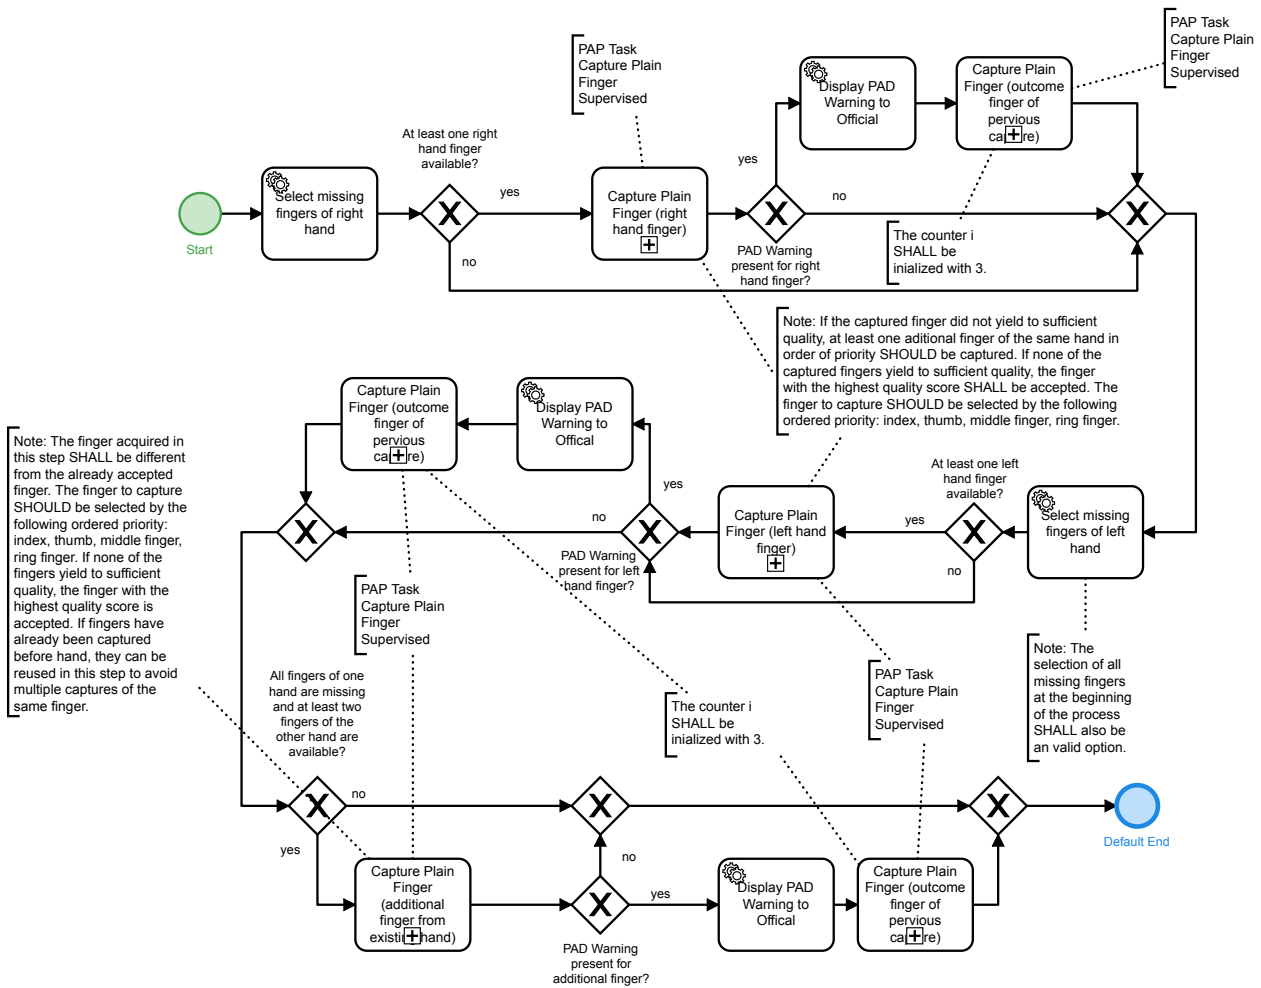 PAP Task
Capture Plain
Finger
Supervised
PAP Task
Capture Plain
Finger
Supervised
Display PAD
Warning to
Official
Capture Plain
Finger (outcome
finger of
pervious
ca re)
At least one right
hand finger
available?
yes
Select missing
fingers of right
hand
X
yes
Capture Plain
Finger (right
hand finger)
X
no
X
Start
no
PAD Warning
present for right
hand finger?
The counter i
SHALL be
inialized with 3.
Note: If the captured finger did not yield to sufficient
quality, at least one aditional finger of the same hand in
order of priority SHOULD be captured. If none of the
captured fingers yield to sufficient quality, the finger
with the highest quality score SHALL be accepted. The
finger to capture SHOULD be selected by the following
ordered priority: index, thumb, middle finger, ring finger.
Capture Plain
Finger (outcome
finger of
pervious
ca re)
Display PAD
Warning to
Offical
Note: The finger acquired in
this step SHALL be different
from the already accepted
finger. The finger to capture
SHOULD be selected by the
following ordered priority:
index, thumb, middle finger,
ring finger. If none of the
fingers yield to sufficient
quality, the finger with the
highest quality score is
accepted. If fingers have
already been captured
before hand, they can be
reused in this step to avoid
multiple captures of the
same finger.
At least one left
hand finger
available?
yes
X
no
X
PAD Warning
present for left
hand finger?
Capture Plain
Finger (left hand
finger)
yes
X
no
Select missing
fingers of left
hand
PAP Task
Capture Plain
Finger
Supervised
All fingers of one
hand are missing
and at least two
fingers of the
other hand are
available?
The counter i
SHALL be
inialized with 3.
PAP Task
Capture Plain
Finger
Supervised
Note: The
selection of all
missing fingers
at the beginning
of the process
SHALL also be
an valid option.
X
no
X
X
Default End
yes
Capture Plain
Finger
(additional
finger from
existin hand)
no
X
yes
PAD Warning
present for
additional finger?
Display PAD
Warning to
Offical
Capture Plain
Finger (outcome
finger of
pervious
ca re)